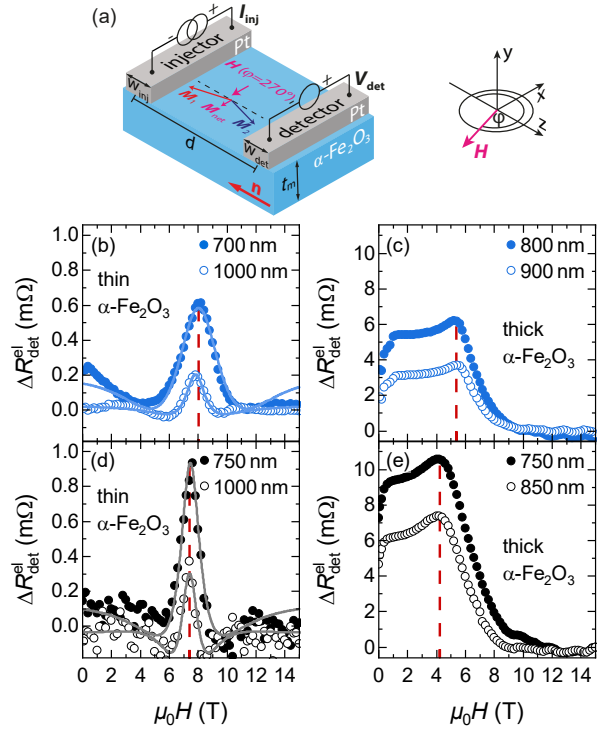 (a)
I_inj
injector
Pt
w_inj
H (φ=270°)
M_1
M_net
M_2
d
V_det
detector
Pt
w_det
α-Fe₂O₃
n
t_m
y
x
z
φ
H
(b)
700 nm
1000 nm
thin
α-Fe₂O₃
ΔR_det^el (mΩ)
1.0
0.8
0.6
0.4
0.2
0.0
(c)
800 nm
900 nm
thick
α-Fe₂O₃
ΔR_det^el (mΩ)
10
8
6
4
2
0
(d)
750 nm
1000 nm
thin
α-Fe₂O₃
ΔR_det^el (mΩ)
1.0
0.8
0.6
0.4
0.2
0.0
0 2 4 6 8 10 12 14
μ₀H (T)
(e)
750 nm
850 nm
thick
α-Fe₂O₃
ΔR_det^el (mΩ)
10
8
6
4
2
0
0 2 4 6 8 10 12 14
μ₀H (T)